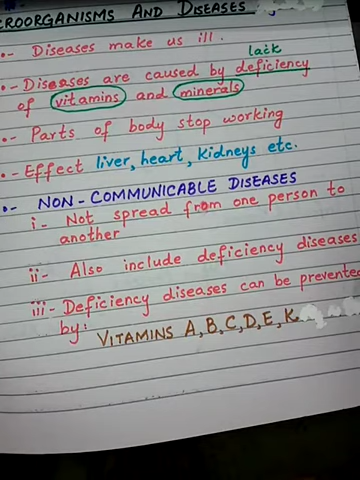 CROORGANISMS AND DISEASES
- Diseases make us ill.
lack
- Diseases are caused by deficiency
of vitamins and minerals
- Parts of body stop working
- Effect liver, heart, kidneys etc.
- NON-COMMUNICABLE DISEASES
i- Not spread from one person to
another
ii- Also include deficiency diseases
iii- Deficiency diseases can be prevented
by: VITAMINS A, B, C, D, E, K